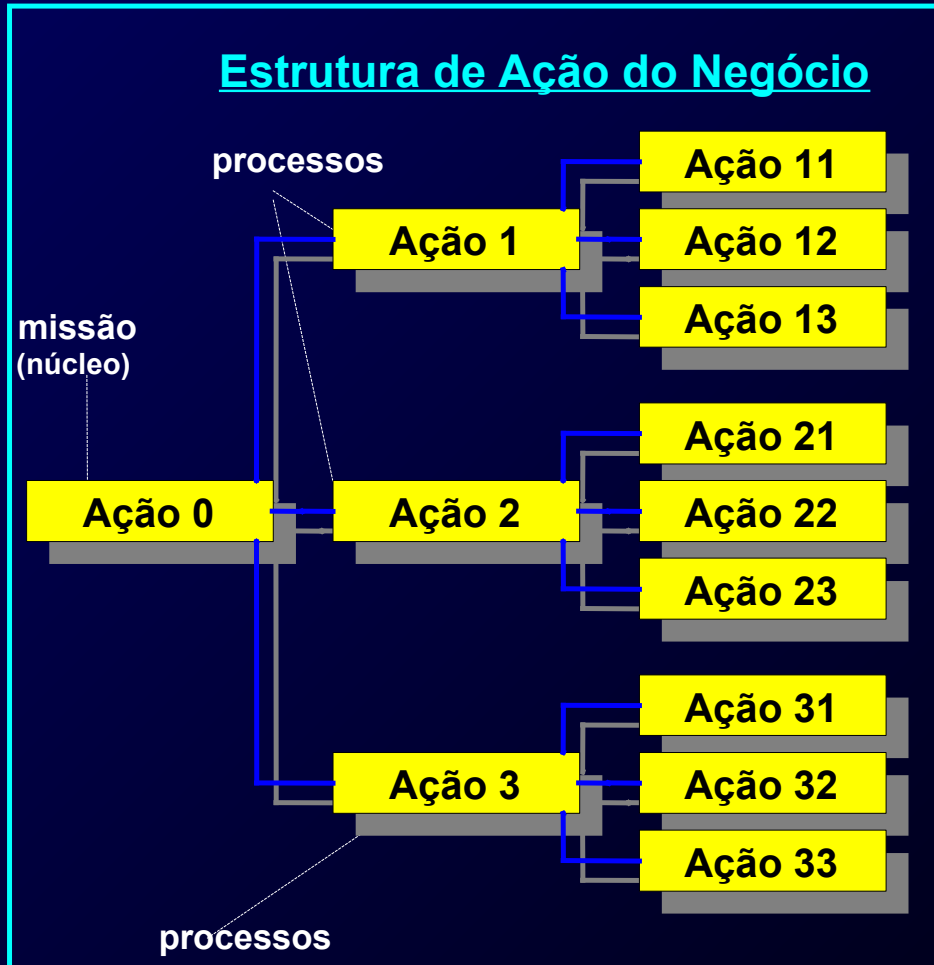 Estrutura de Ação do Negócio
processos
Ação 11
Ação 1
Ação 12
Ação 13
missão
(núcleo)
Ação 21
Ação 0
Ação 2
Ação 22
Ação 23
Ação 31
Ação 3
Ação 32
Ação 33
processos